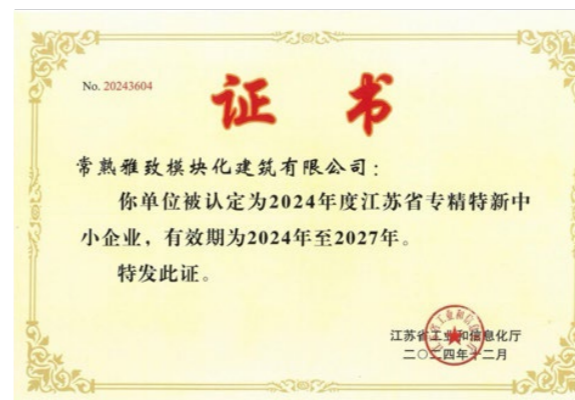 No. 20243604
证书
常熟雅致模块化建筑有限公司：
你单位被认定为2024年度江苏省专精特新中
小企业，有效期为2024年至2027年。
特发此证。
江苏省工业和信息化厅
二〇二四年十二月